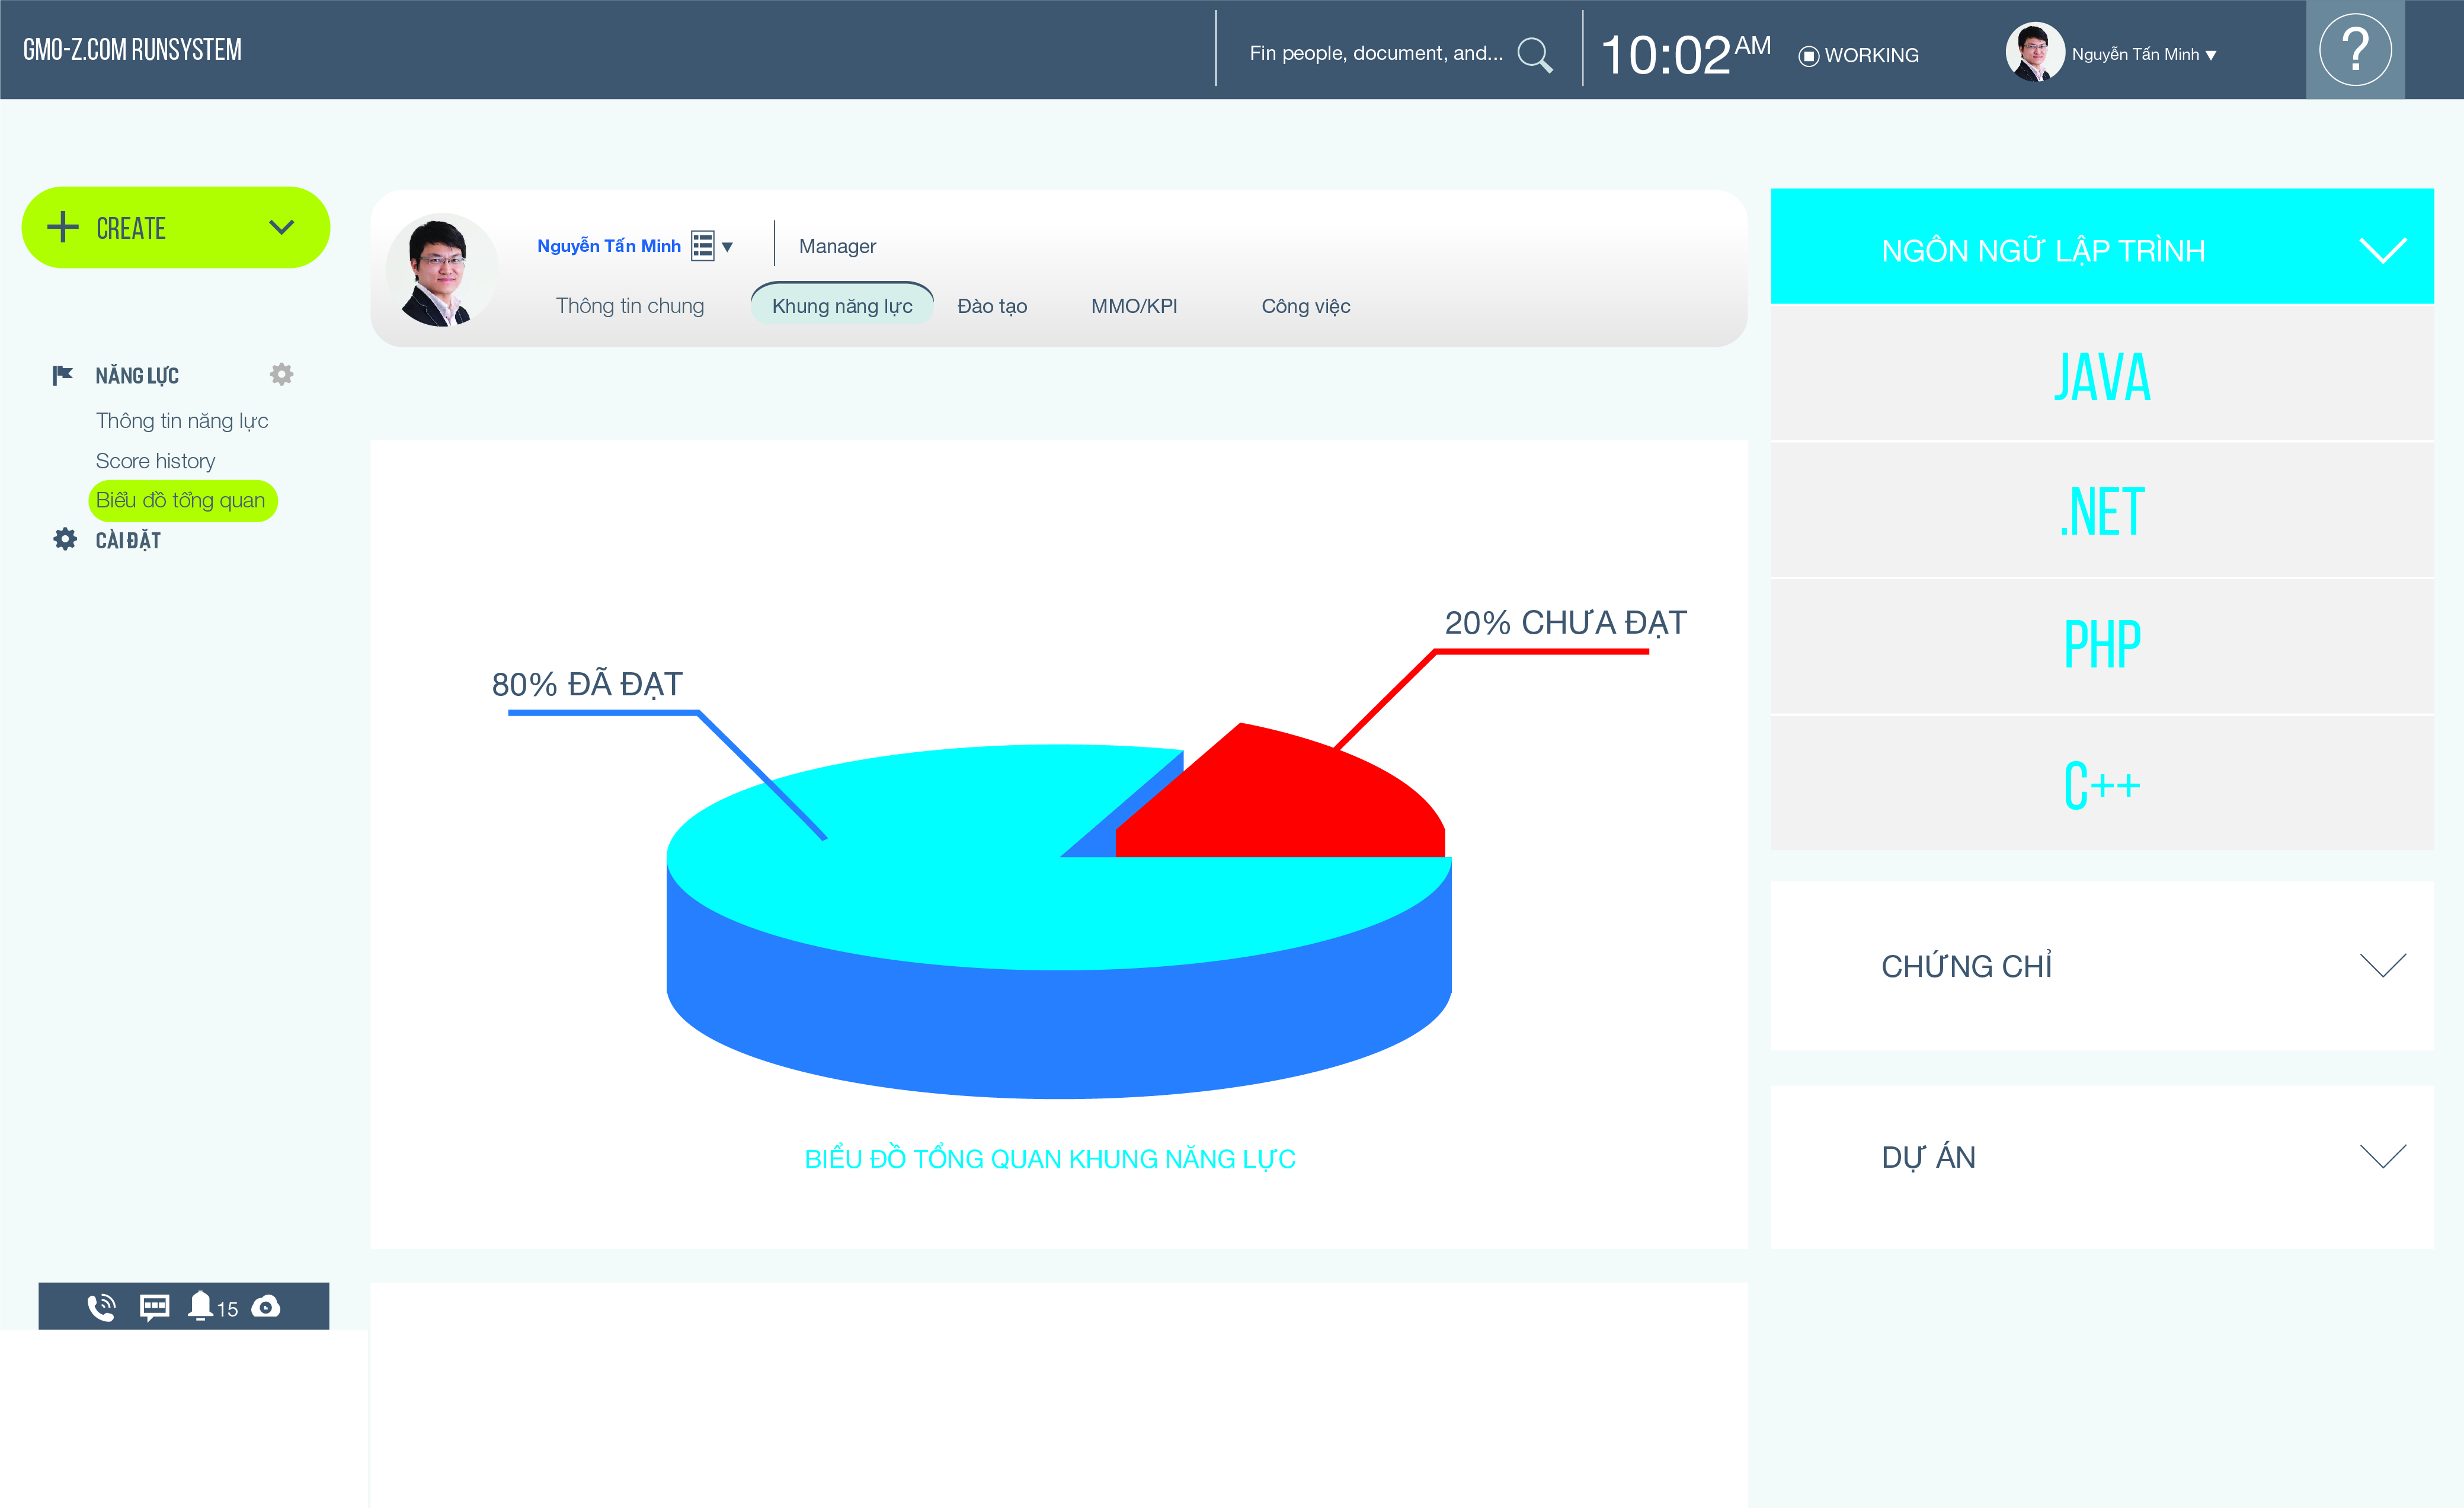 GMO-Z.COM RUNSYSTEM
Fin people, document, and...
10:02 AM
WORKING
Nguyễn Tấn Minh
?
CREATE
NĂNG LỰC
Thông tin năng lực
Score history
Biểu đồ tổng quan
CÀI ĐẶT
15
Nguyễn Tấn Minh
Manager
Thông tin chung
Khung năng lực
Đào tạo
MMO/KPI
Công việc
80% ĐÃ ĐẠT
20% CHƯA ĐẠT
BIỂU ĐỒ TỔNG QUAN KHUNG NĂNG LỰC
NGÔN NGỮ LẬP TRÌNH
JAVA
.NET
PHP
C++
CHỨNG CHỈ
DỰ ÁN